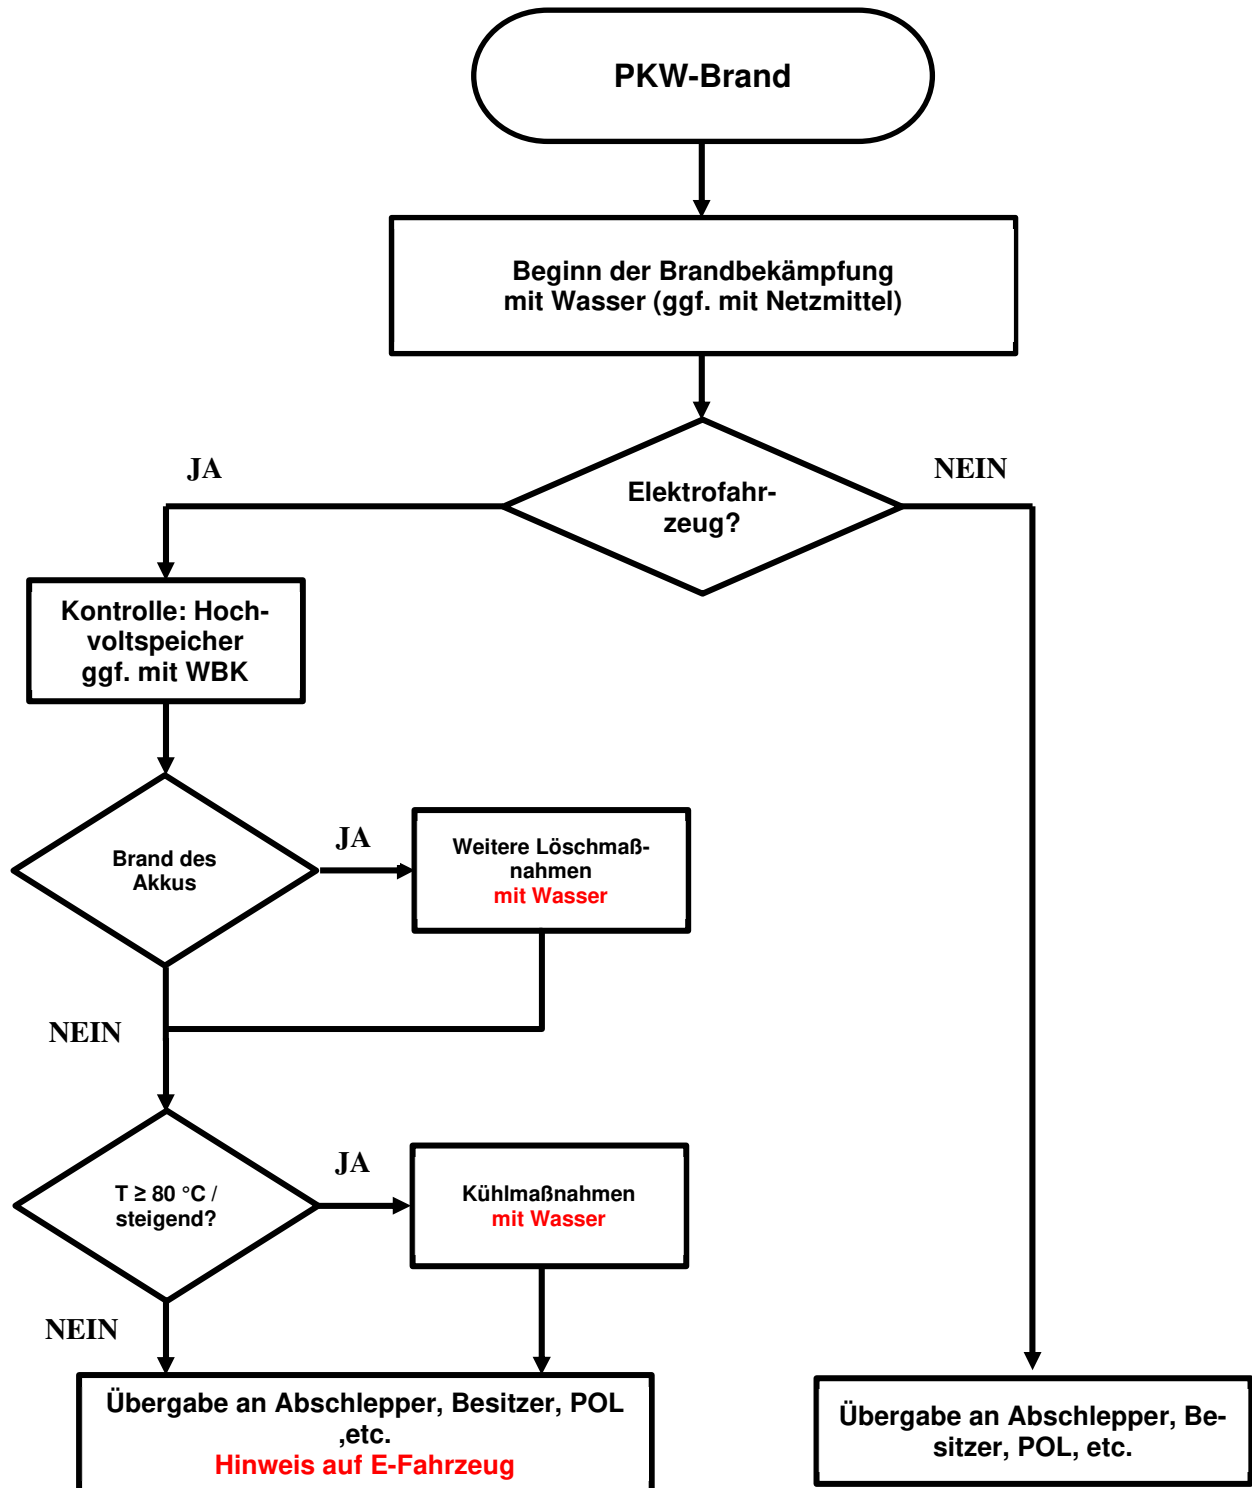 PKW-Brand
Beginn der Brandbekämpfung
mit Wasser (ggf. mit Netzmittel)
JA
NEIN
Elektrofahr-
zeug?
Kontrolle: Hoch-
voltspeicher
ggf. mit WBK
Brand des
Akkus
JA
Weitere Löschmaß-
nahmen
mit Wasser
NEIN
T ≥ 80 °C /
steigend?
JA
Kühlmaßnahmen
mit Wasser
NEIN
Übergabe an Abschlepper, Besitzer, POL
,etc.
Hinweis auf E-Fahrzeug
Übergabe an Abschlepper, Be-
sitzer, POL, etc.